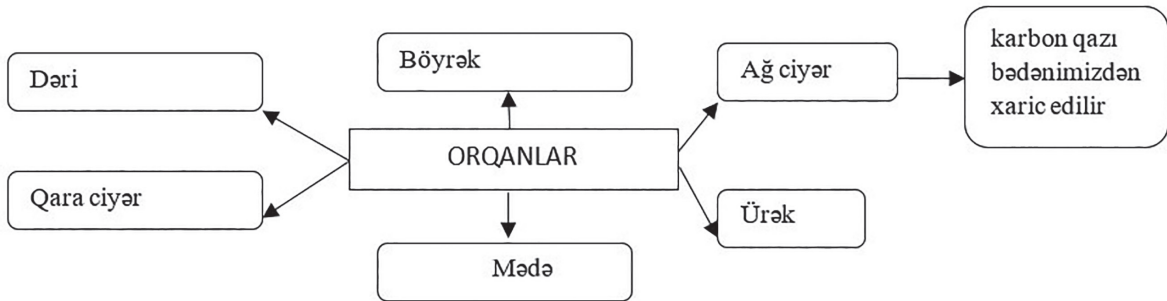 Dəri
Böyrək
Ağ ciyər
karbon qazı
bədənimizdən
xaric edilir
ORQANLAR
Qara ciyər
Ürək
Mədə